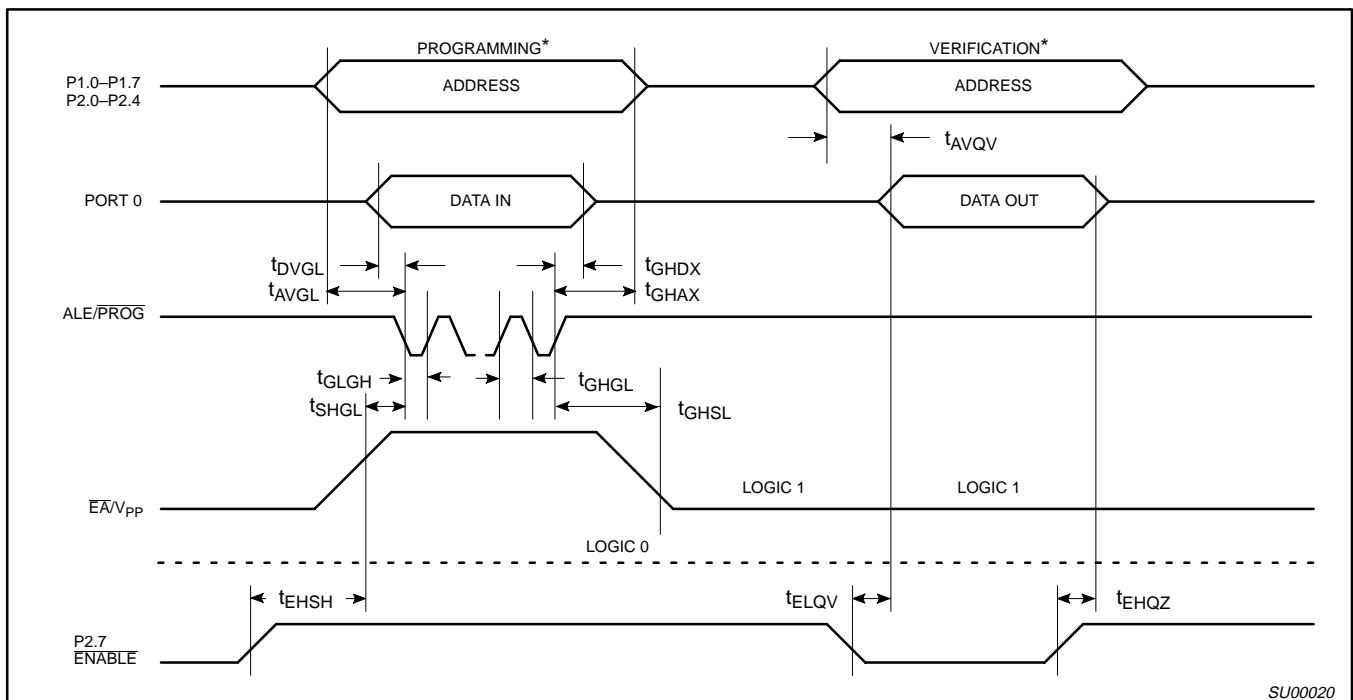 PROGRAMMING*
VERIFICATION*
P1.0–P1.7
P2.0–P2.4
ADDRESS
ADDRESS
tAVQV
PORT 0
DATA IN
DATA OUT
tDVGL
tGHDX
tAVGL
tGHAX
ALE/PROG
tGLGH
tGHGL
tSHGL
tGHSL
LOGIC 1
LOGIC 1
EA/VPP
LOGIC 0
tEHSH
tELQV
tEHQZ
P2.7
ENABLE
SU00020